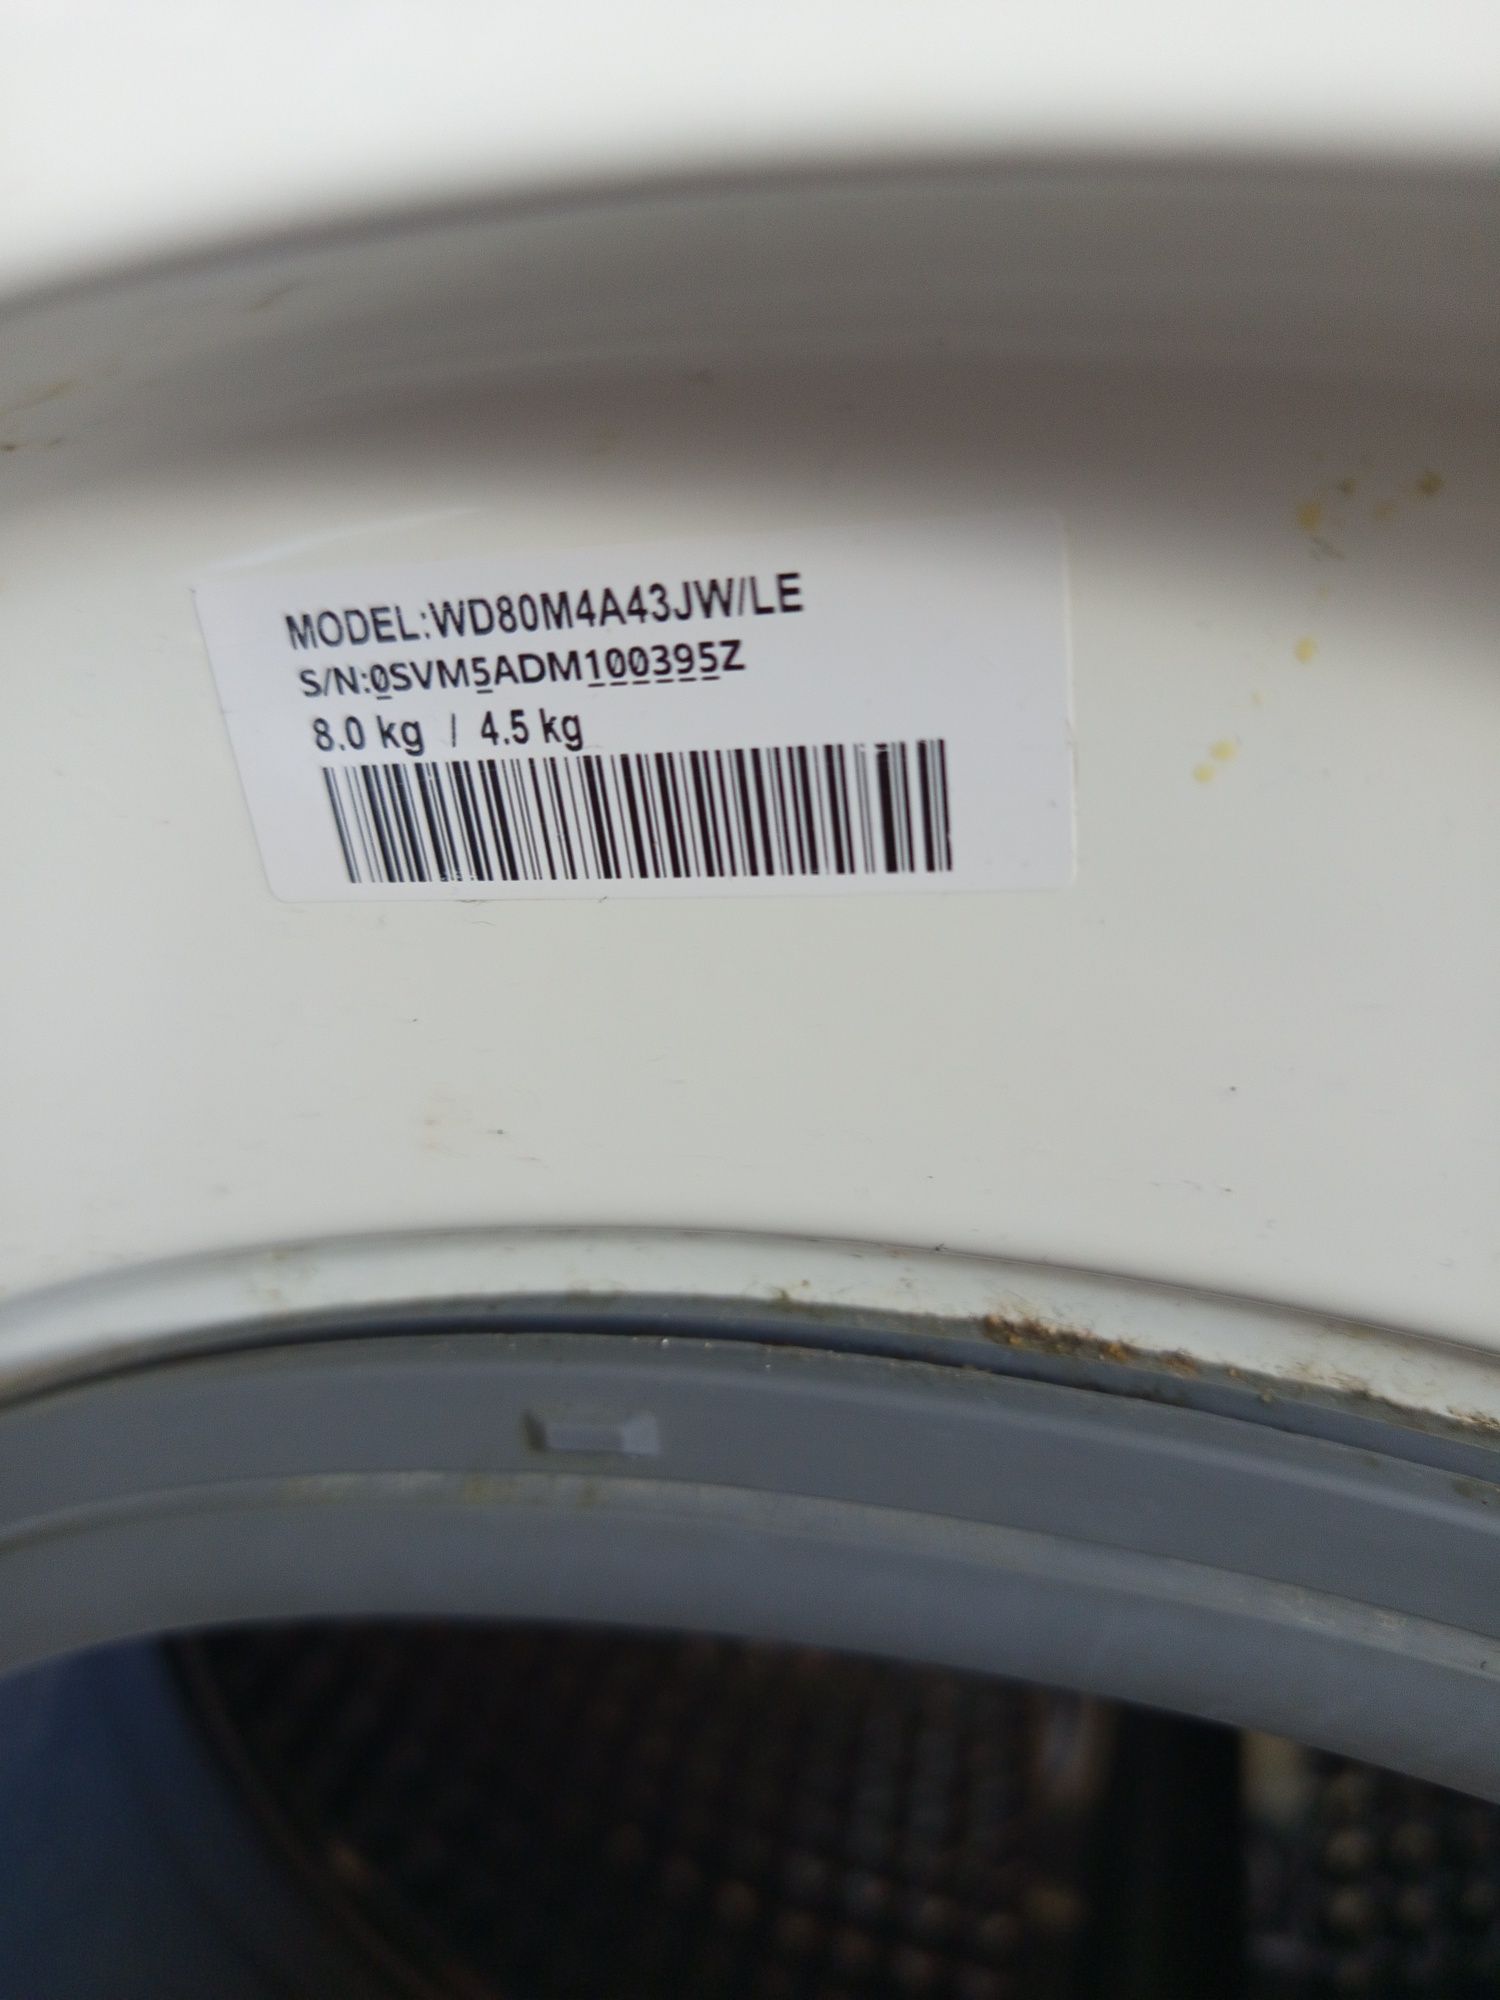 MODEL:WD80M4A43JW/LE
S/N:0SVM5ADM100395Z
8.0 kg / 4.5 kg